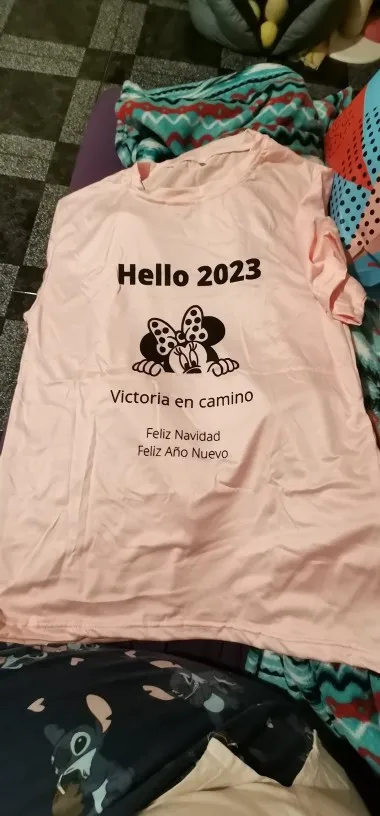 Hello 2023
Victoria en camino
Feliz Navidad
Feliz Año Nuevo